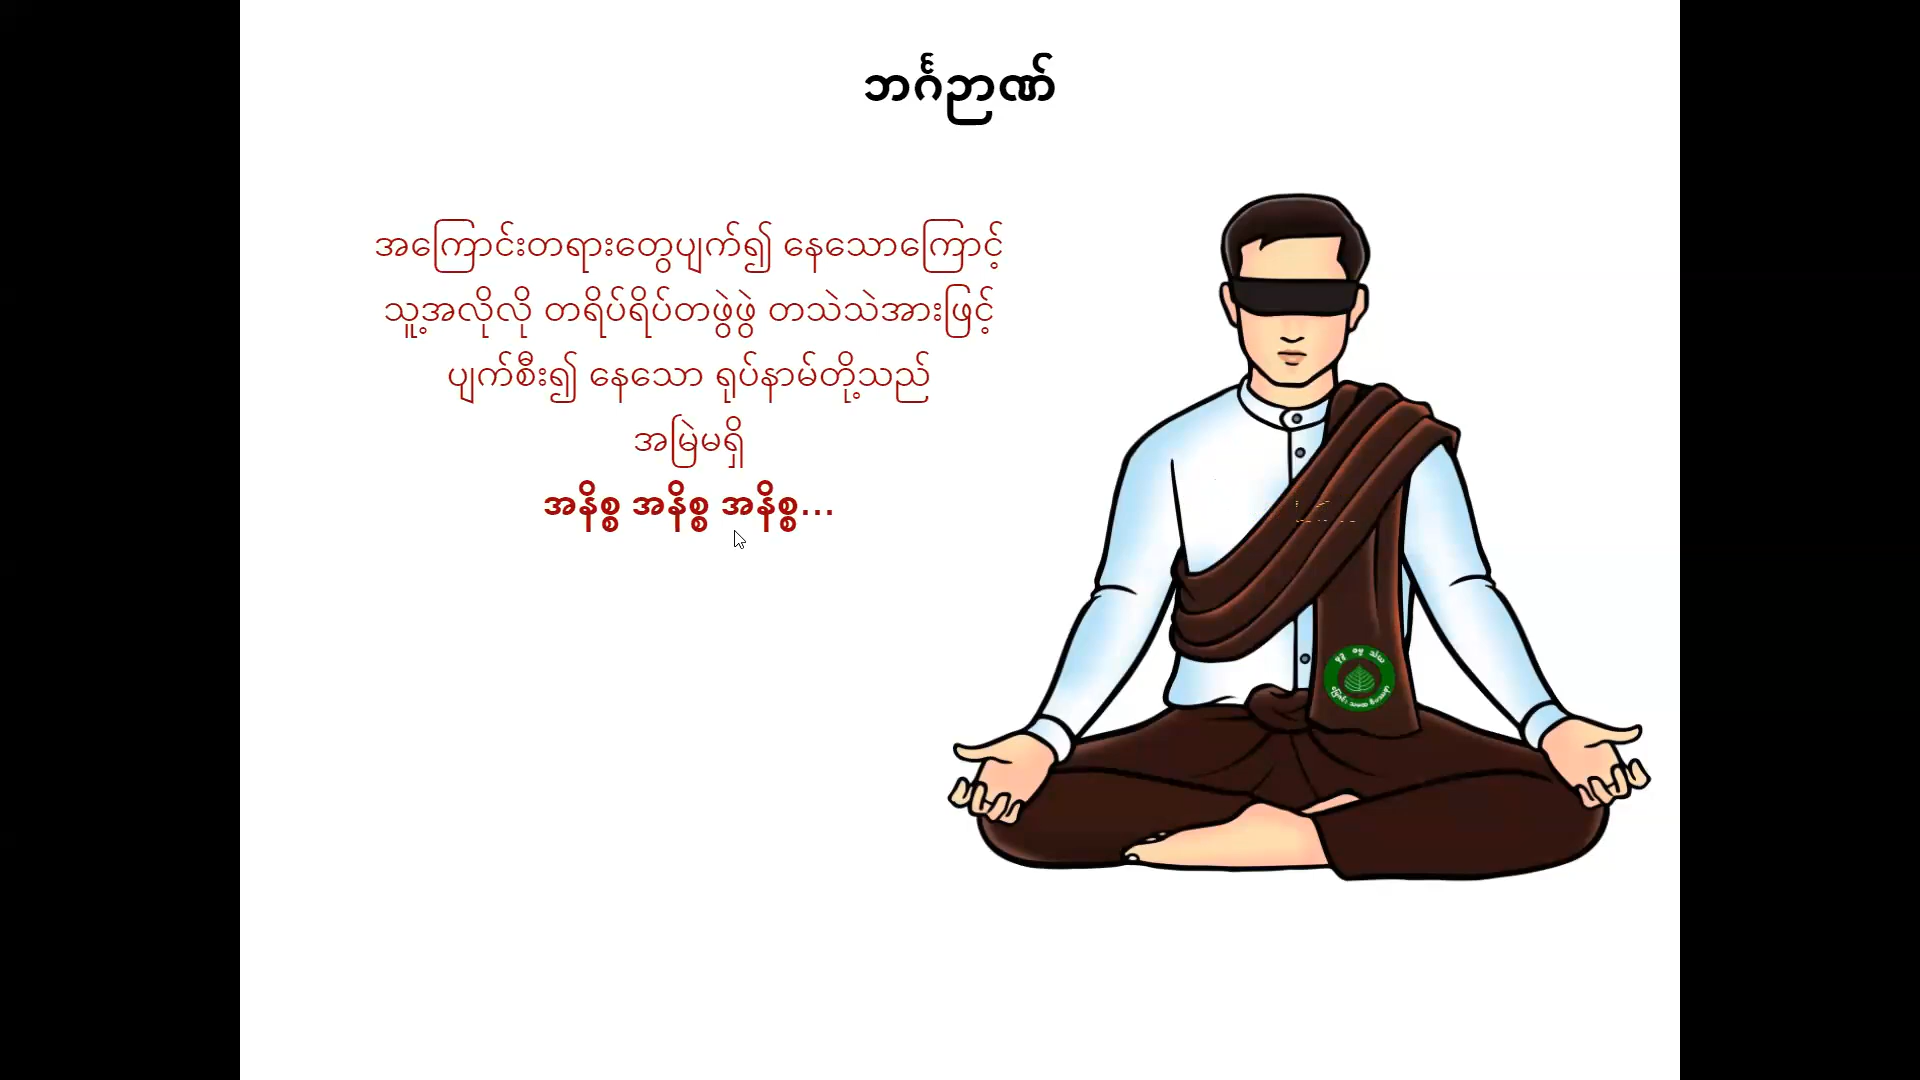 ဘင်္ဂဉာဏ်
အကြောင်းတရားတွေပျက်၍ နေသောကြောင့်
သူ့အလိုလို တရိပ်ရိပ်တဖွဲဖွဲ တသဲသဲအားဖြင့်
ပျက်စီး၍ နေသော ရုပ်နာမ်တို့သည်
အမြဲမရှိ
အနိစ္စ အနိစ္စ အနိစ္စ...